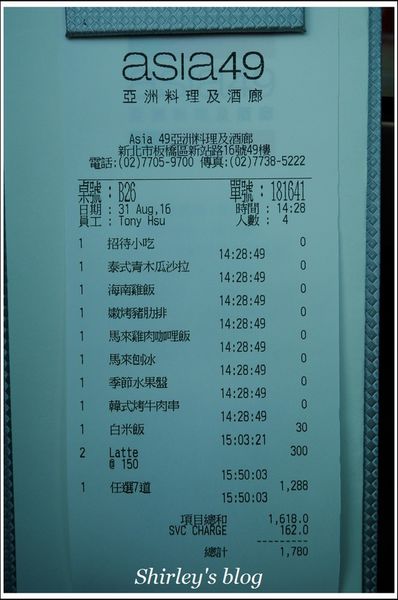 asia49
亞洲料理及酒廊
Asia 49亞洲料理及酒廊
新北市板橋區新站路16號49樓
電話:(02)7705-9700 傳真:(02)7738-5222
桌號:B26 單號:181641
日期:31 Aug,16 時間:14:28
員工:Tony Hsu 人數: 4
1 招待小吃 0
14:28:49
1 泰式青木瓜沙拉 0
14:28:49
1 海南雞飯 0
14:28:49
1 嫩烤豬肋排 0
14:28:49
1 馬來雞肉咖哩飯 0
14:28:49
1 馬來刨冰 0
14:28:49
1 季節水果盤 0
14:28:49
1 韓式烤牛肉串 0
14:28:49
1 白米飯 30
15:03:21
2 Latte 300
@ 150
15:50:03
1 任選7道 1,288
15:50:03
項目總和 1,618.0
SVC CHARGE 162.0
總計 1,780
Shirley's blog